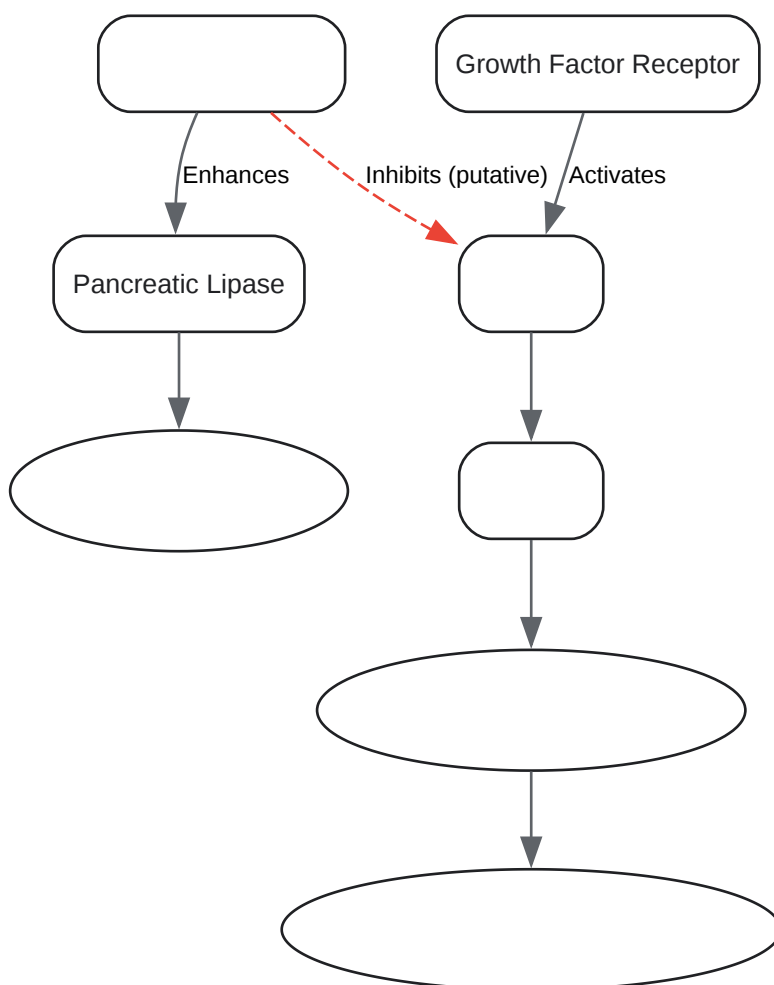 Growth Factor Receptor
Enhances
Inhibits (putative)
Activates
Pancreatic Lipase